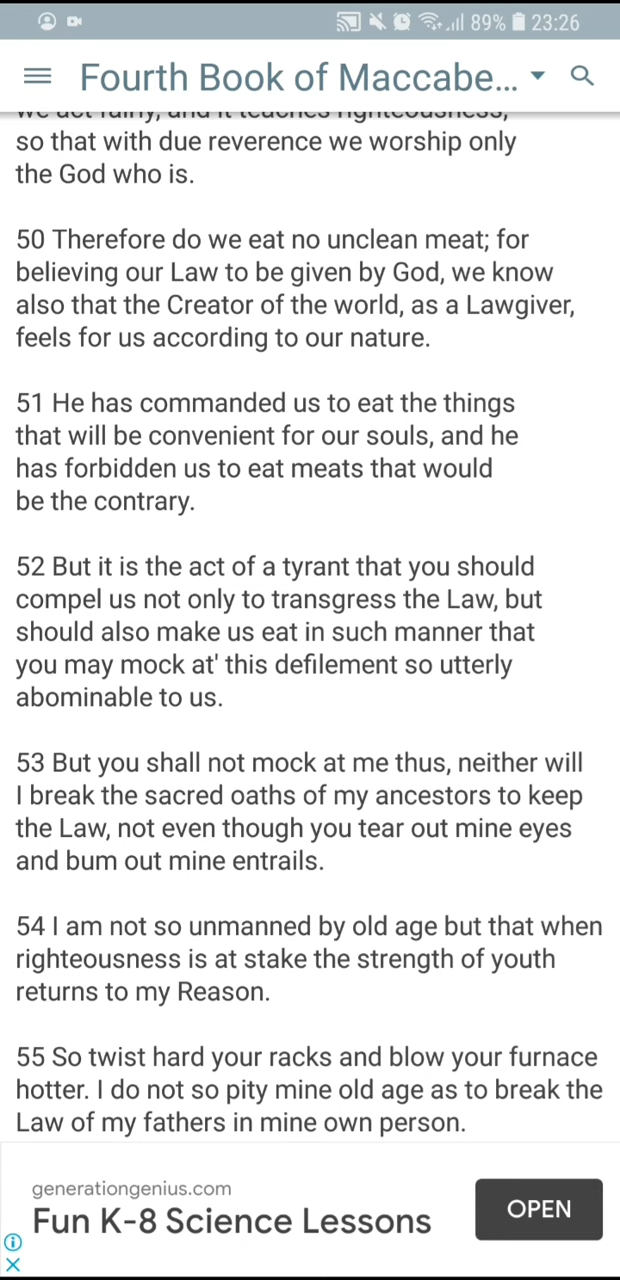 89% 23:26
Fourth Book of Maccabe...
we act fairly, and it teaches righteousness,
so that with due reverence we worship only
the God who is.
50 Therefore do we eat no unclean meat; for
believing our Law to be given by God, we know
also that the Creator of the world, as a Lawgiver,
feels for us according to our nature.
51 He has commanded us to eat the things
that will be convenient for our souls, and he
has forbidden us to eat meats that would
be the contrary.
52 But it is the act of a tyrant that you should
compel us not only to transgress the Law, but
should also make us eat in such manner that
you may mock at' this defilement so utterly
abominable to us.
53 But you shall not mock at me thus, neither will
I break the sacred oaths of my ancestors to keep
the Law, not even though you tear out mine eyes
and bum out mine entrails.
54 I am not so unmanned by old age but that when
righteousness is at stake the strength of youth
returns to my Reason.
55 So twist hard your racks and blow your furnace
hotter. I do not so pity mine old age as to break the
Law of my fathers in mine own person.
generationgenius.com
Fun K-8 Science Lessons
OPEN